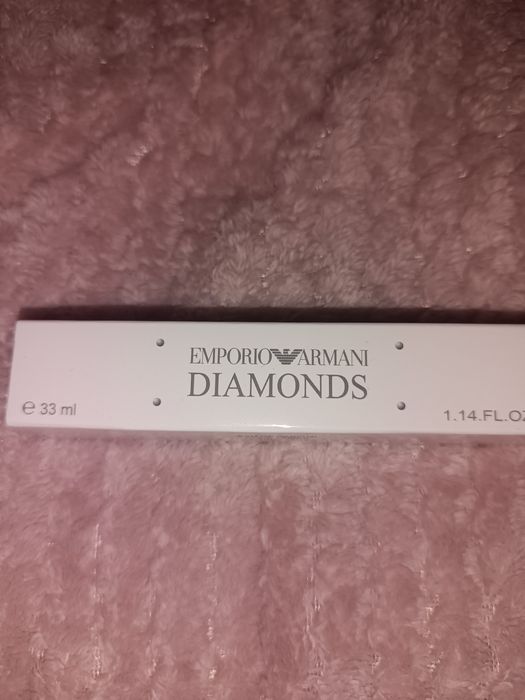 EMPORIO ARMANI
DIAMONDS
e 33 ml
1.14.FL.OZ